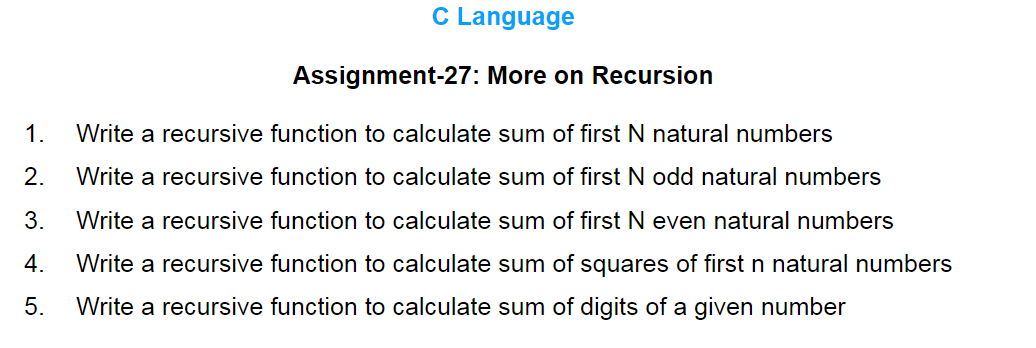 C Language
Assignment-27: More on Recursion
1. Write a recursive function to calculate sum of first N natural numbers
2. Write a recursive function to calculate sum of first N odd natural numbers
3. Write a recursive function to calculate sum of first N even natural numbers
4. Write a recursive function to calculate sum of squares of first n natural numbers
5. Write a recursive function to calculate sum of digits of a given number